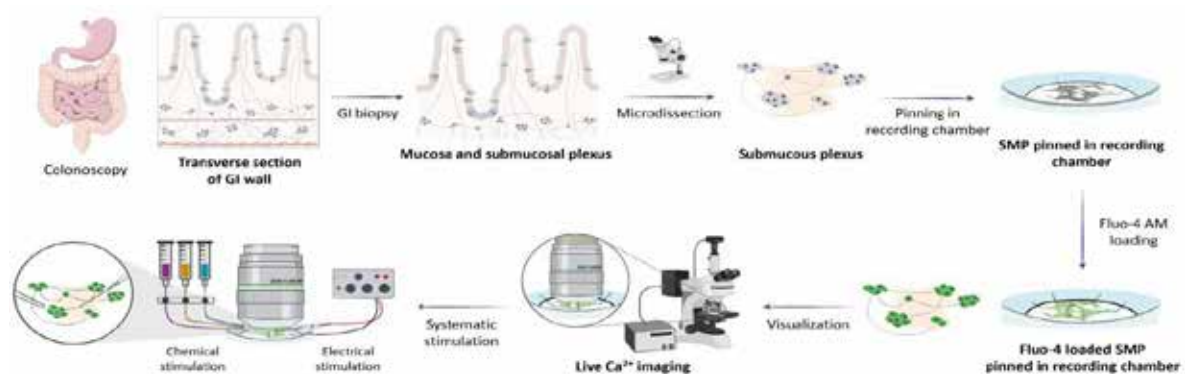 Colonoscopy
Transverse section
of GI wall
GI biopsy
Mucosa and submucosal plexus
Microdissection
Submucous plexus
Pinning in
recording chamber
SMP pinned in recording
chamber
Fluo-4 AM
loading
Fluo-4 loaded SMP
pinned in recording chamber
Visualization
Live Ca²⁺ imaging
Systematic
stimulation
Electrical
stimulation
Chemical
stimulation